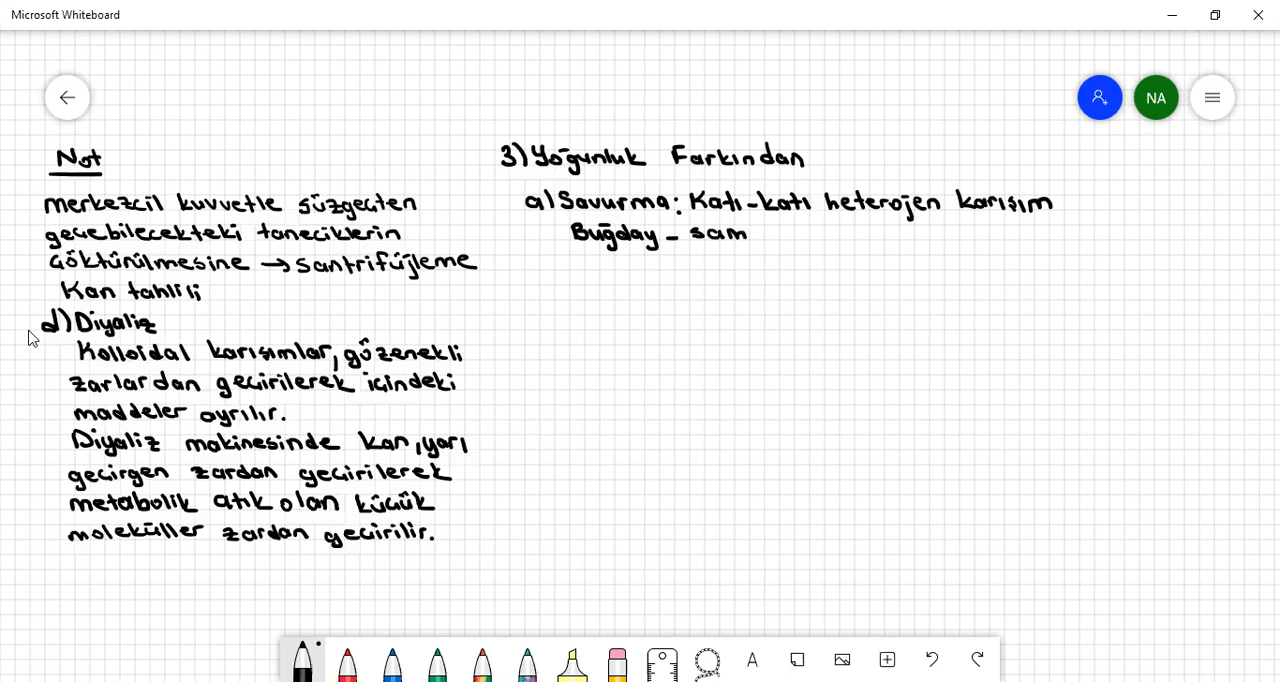 Microsoft Whiteboard
NA
Not
merkezcil kuvvetle süzgeçten
geçebilecekteki taneciklerin
çöktürülmesine → santrifüjleme
Kan tahlili
d) Diyaliz
Kolloidal karışımlar, gözenekli
zarlardan geçirilerek içindeki
maddeler ayrılır.
Diyaliz makinesinde kan, yarı
geçirgen zardan geçirilerek
metabolik atık olan küçük
moleküller zardan geçirilir.
3) Yoğunluk Farkından
a) Savurma: Katı-katı heterojen karışım
Buğday - sam
A